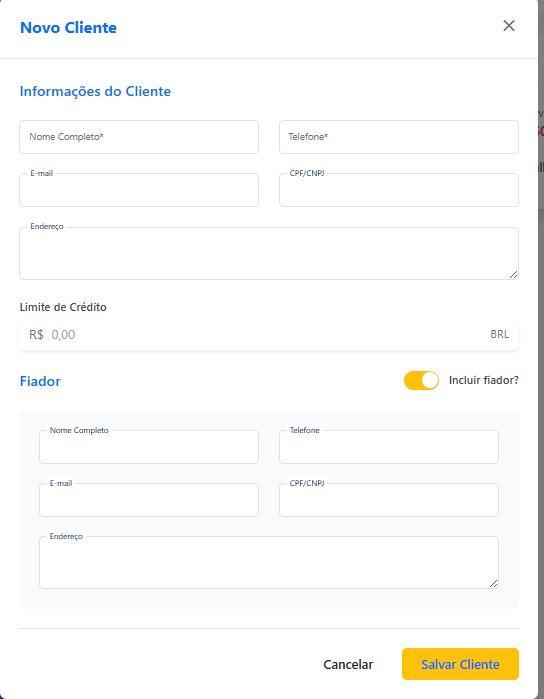 Novo Cliente
Informações do Cliente
Nome Completo* Telefone*
E-mail CPF/CNPJ
Endereço
Limite de Crédito
R$ 0,00 BRL
Fiador Incluir fiador?
Nome Completo Telefone
E-mail CPF/CNPJ
Endereço
Cancelar Salvar Cliente